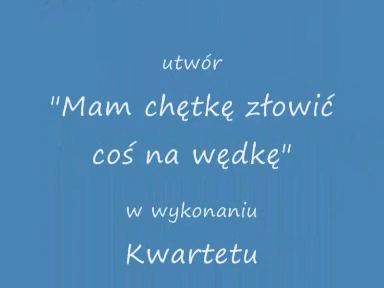 utwór
"Mam chętkę złowić
coś na wędkę"
w wykonaniu
Kwartetu